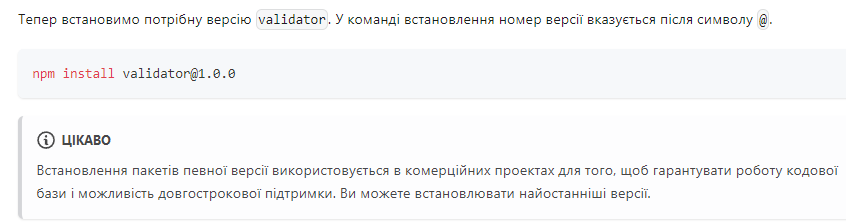 Тепер встановимо потрібну версію validator. У команді встановлення номер версії вказується після символу @.
npm install validator@1.0.0
ЦІКАВО
Встановлення пакетів певної версії використовується в комерційних проектах для того, щоб гарантувати роботу кодової
бази і можливість довгострокової підтримки. Ви можете встановлювати найостанніші версії.